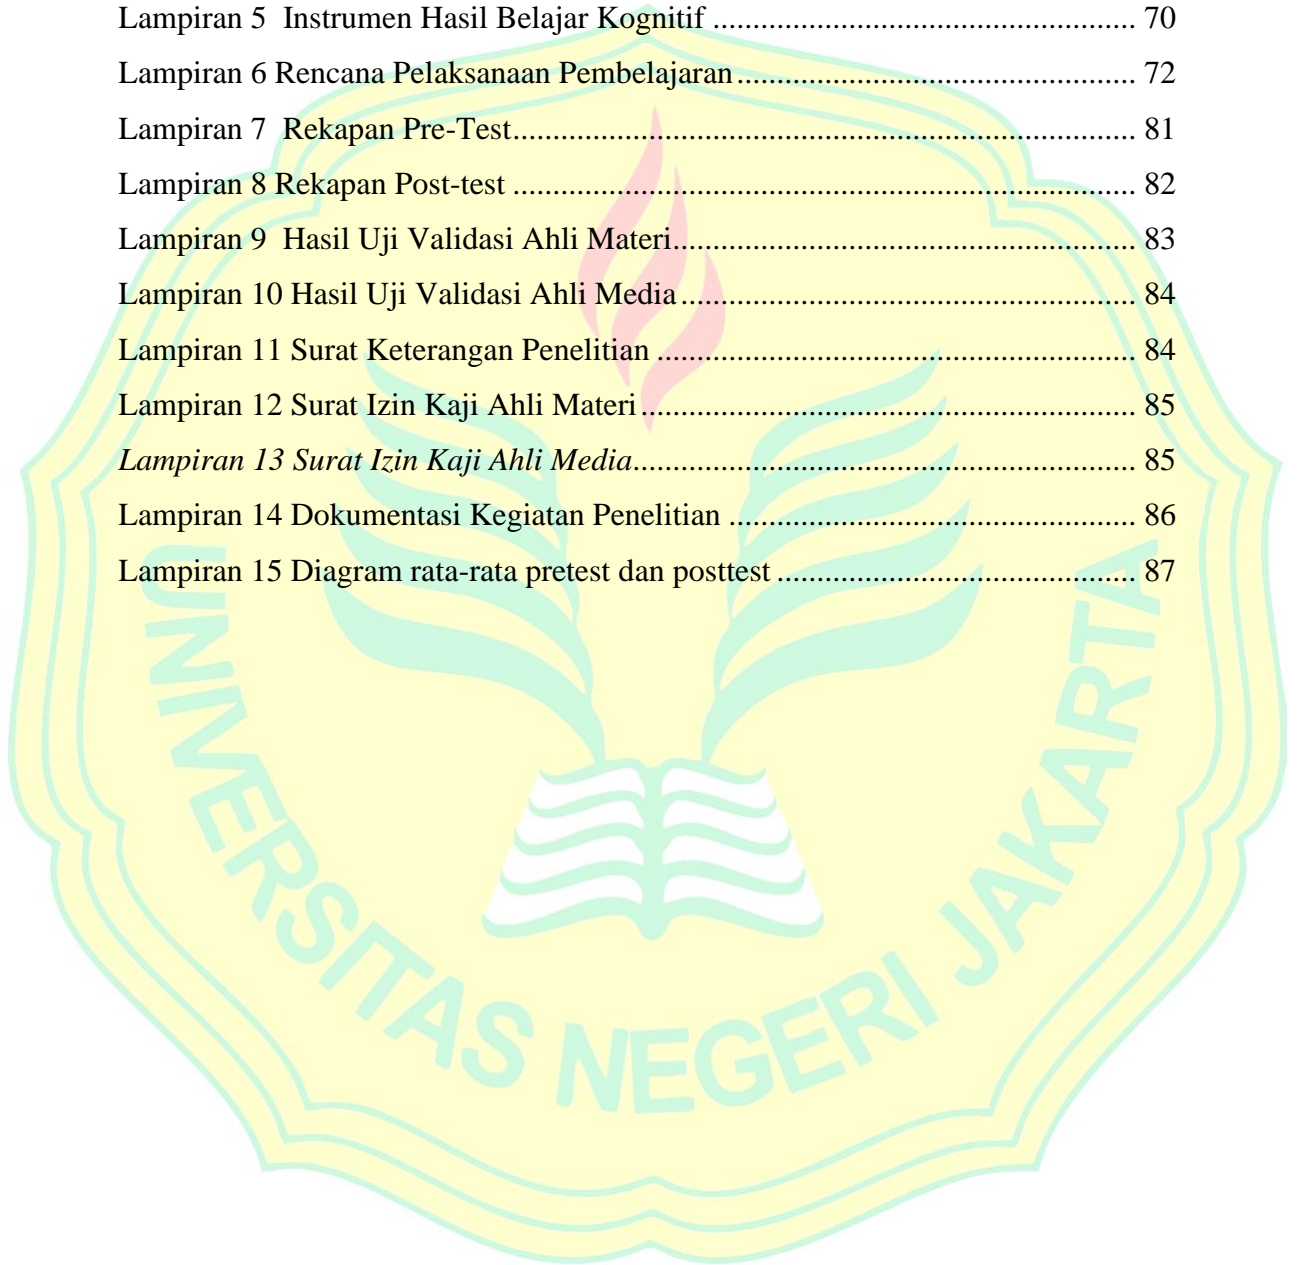 Lampiran 5  Instrumen Hasil Belajar Kognitif ..................................................... 70
Lampiran 6 Rencana Pelaksanaan Pembelajaran .................................................. 72
Lampiran 7  Rekapan Pre-Test.............................................................................. 81
Lampiran 8 Rekapan Post-test .............................................................................. 82
Lampiran 9  Hasil Uji Validasi Ahli Materi.......................................................... 83
Lampiran 10 Hasil Uji Validasi Ahli Media ......................................................... 84
Lampiran 11 Surat Keterangan Penelitian ............................................................ 84
Lampiran 12 Surat Izin Kaji Ahli Materi .............................................................. 85
Lampiran 13 Surat Izin Kaji Ahli Media............................................................... 85
Lampiran 14 Dokumentasi Kegiatan Penelitian ................................................... 86
Lampiran 15 Diagram rata-rata pretest dan posttest ............................................. 87
UNIVERSITAS NEGERI JAKARTA